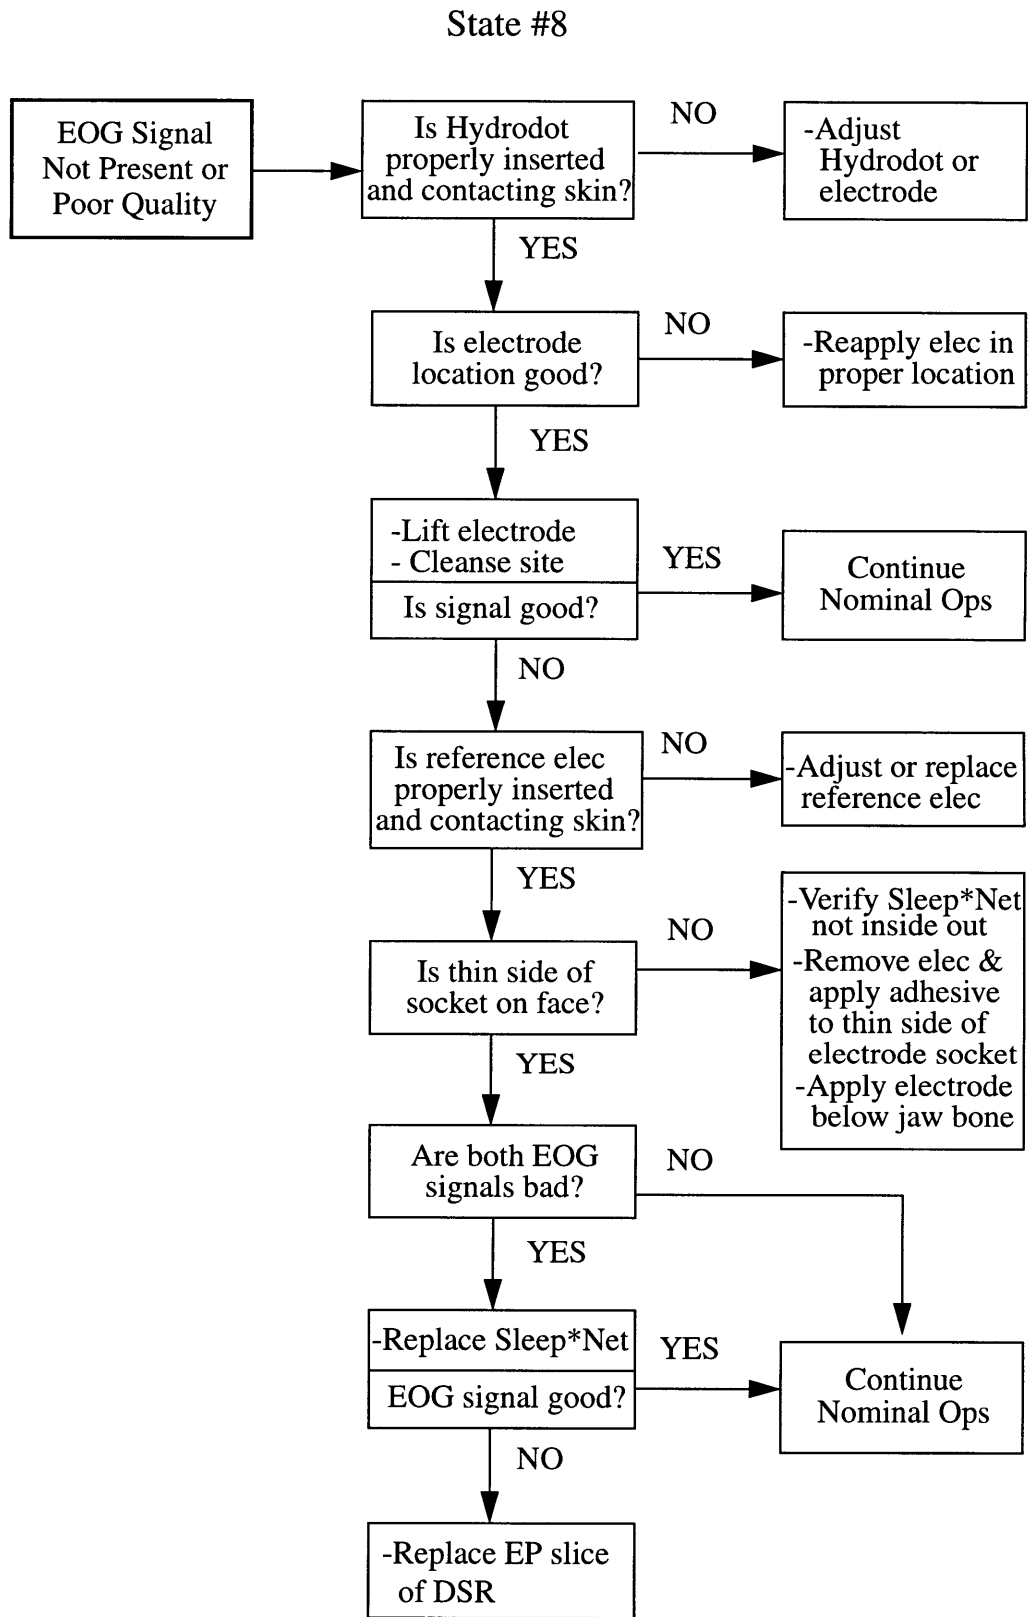 State #8
EOG Signal
Not Present or
Poor Quality
Is Hydrodot
properly inserted
and contacting skin?
NO
-Adjust
Hydrodot or
electrode
YES
Is electrode
location good?
NO
-Reapply elec in
proper location
YES
-Lift electrode
- Cleanse site
Is signal good?
YES
Continue
Nominal Ops
NO
Is reference elec
properly inserted
and contacting skin?
NO
-Adjust or replace
reference elec
YES
Is thin side of
socket on face?
NO
-Verify Sleep*Net
not inside out
-Remove elec &
apply adhesive
to thin side of
electrode socket
-Apply electrode
below jaw bone
YES
Are both EOG
signals bad?
NO
YES
-Replace Sleep*Net
EOG signal good?
YES
Continue
Nominal Ops
NO
-Replace EP slice
of DSR